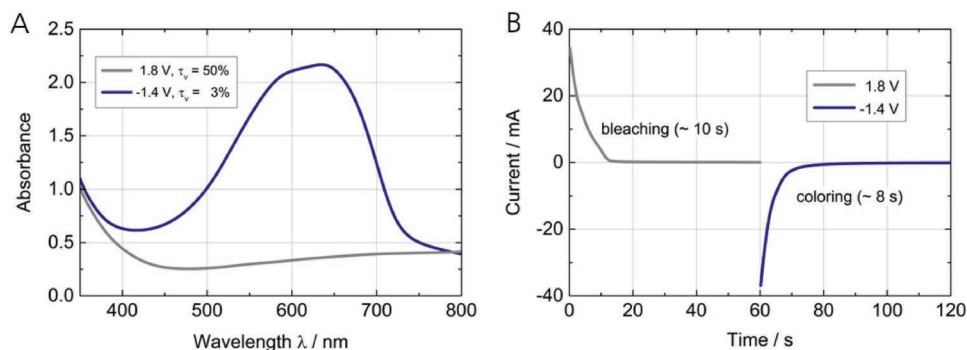 A
2.5
2.0
1.5
1.0
0.5
0.0
1.8 V, τv = 50%
-1.4 V, τv = 3%
Absorbance
400 500 600 700 800
Wavelength λ / nm
B
40
20
0
-20
-40
1.8 V
-1.4 V
bleaching (~ 10 s)
coloring (~ 8 s)
Current / mA
0 20 40 60 80 100 120
Time / s